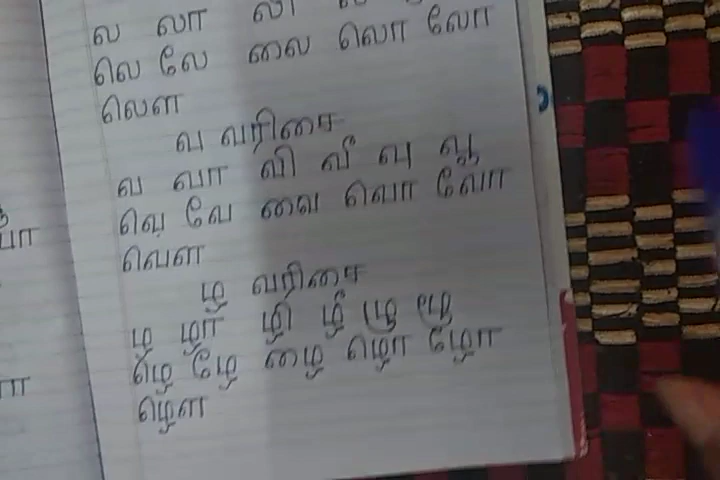 ல லா லி
லெ லே லை லொ லோ
லௌ
வ வரிசை
வ வா வி வீ வு வூ
வெ வே வை வொ வோ
வௌ
ழ வரிசை
ழ ழா ழி ழீ ழு ழூ
ழெ ழே ழை ழொ ழோ
ழௌ